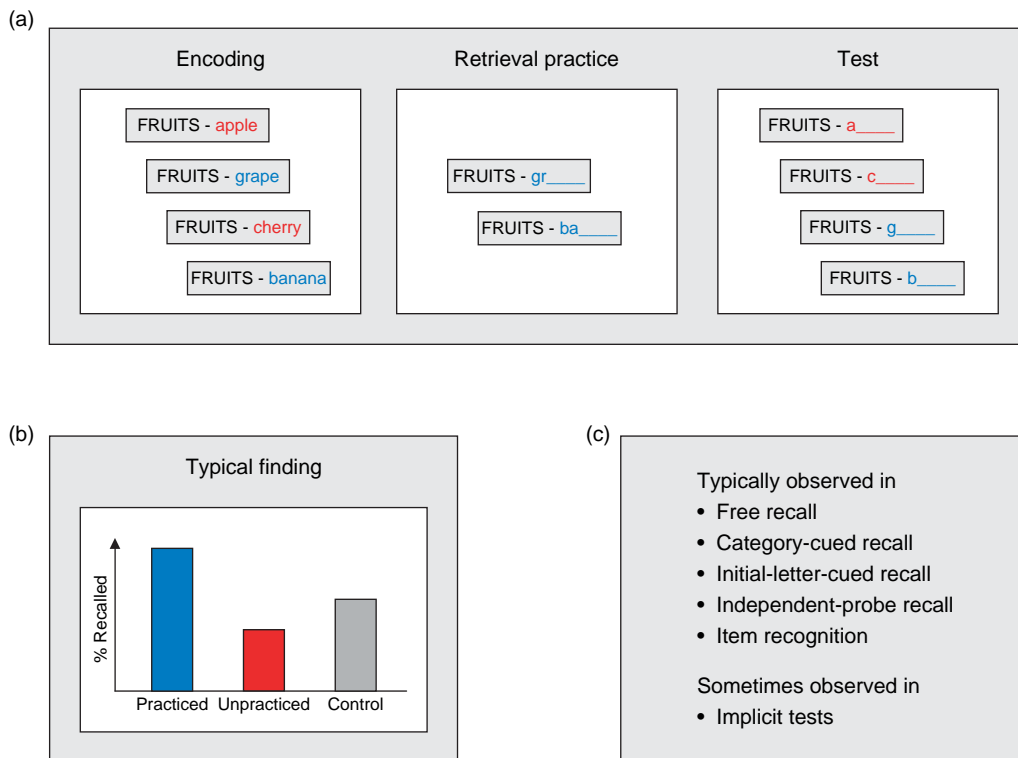 (a)
Encoding
FRUITS - apple
FRUITS - grape
FRUITS - cherry
FRUITS - banana
Retrieval practice
FRUITS - gr____
FRUITS - ba____
Test
FRUITS - a____
FRUITS - c____
FRUITS - g____
FRUITS - b____
(b)
Typical finding
% Recalled
Practiced Unpracticed Control
(c)
Typically observed in
• Free recall
• Category-cued recall
• Initial-letter-cued recall
• Independent-probe recall
• Item recognition
Sometimes observed in
• Implicit tests